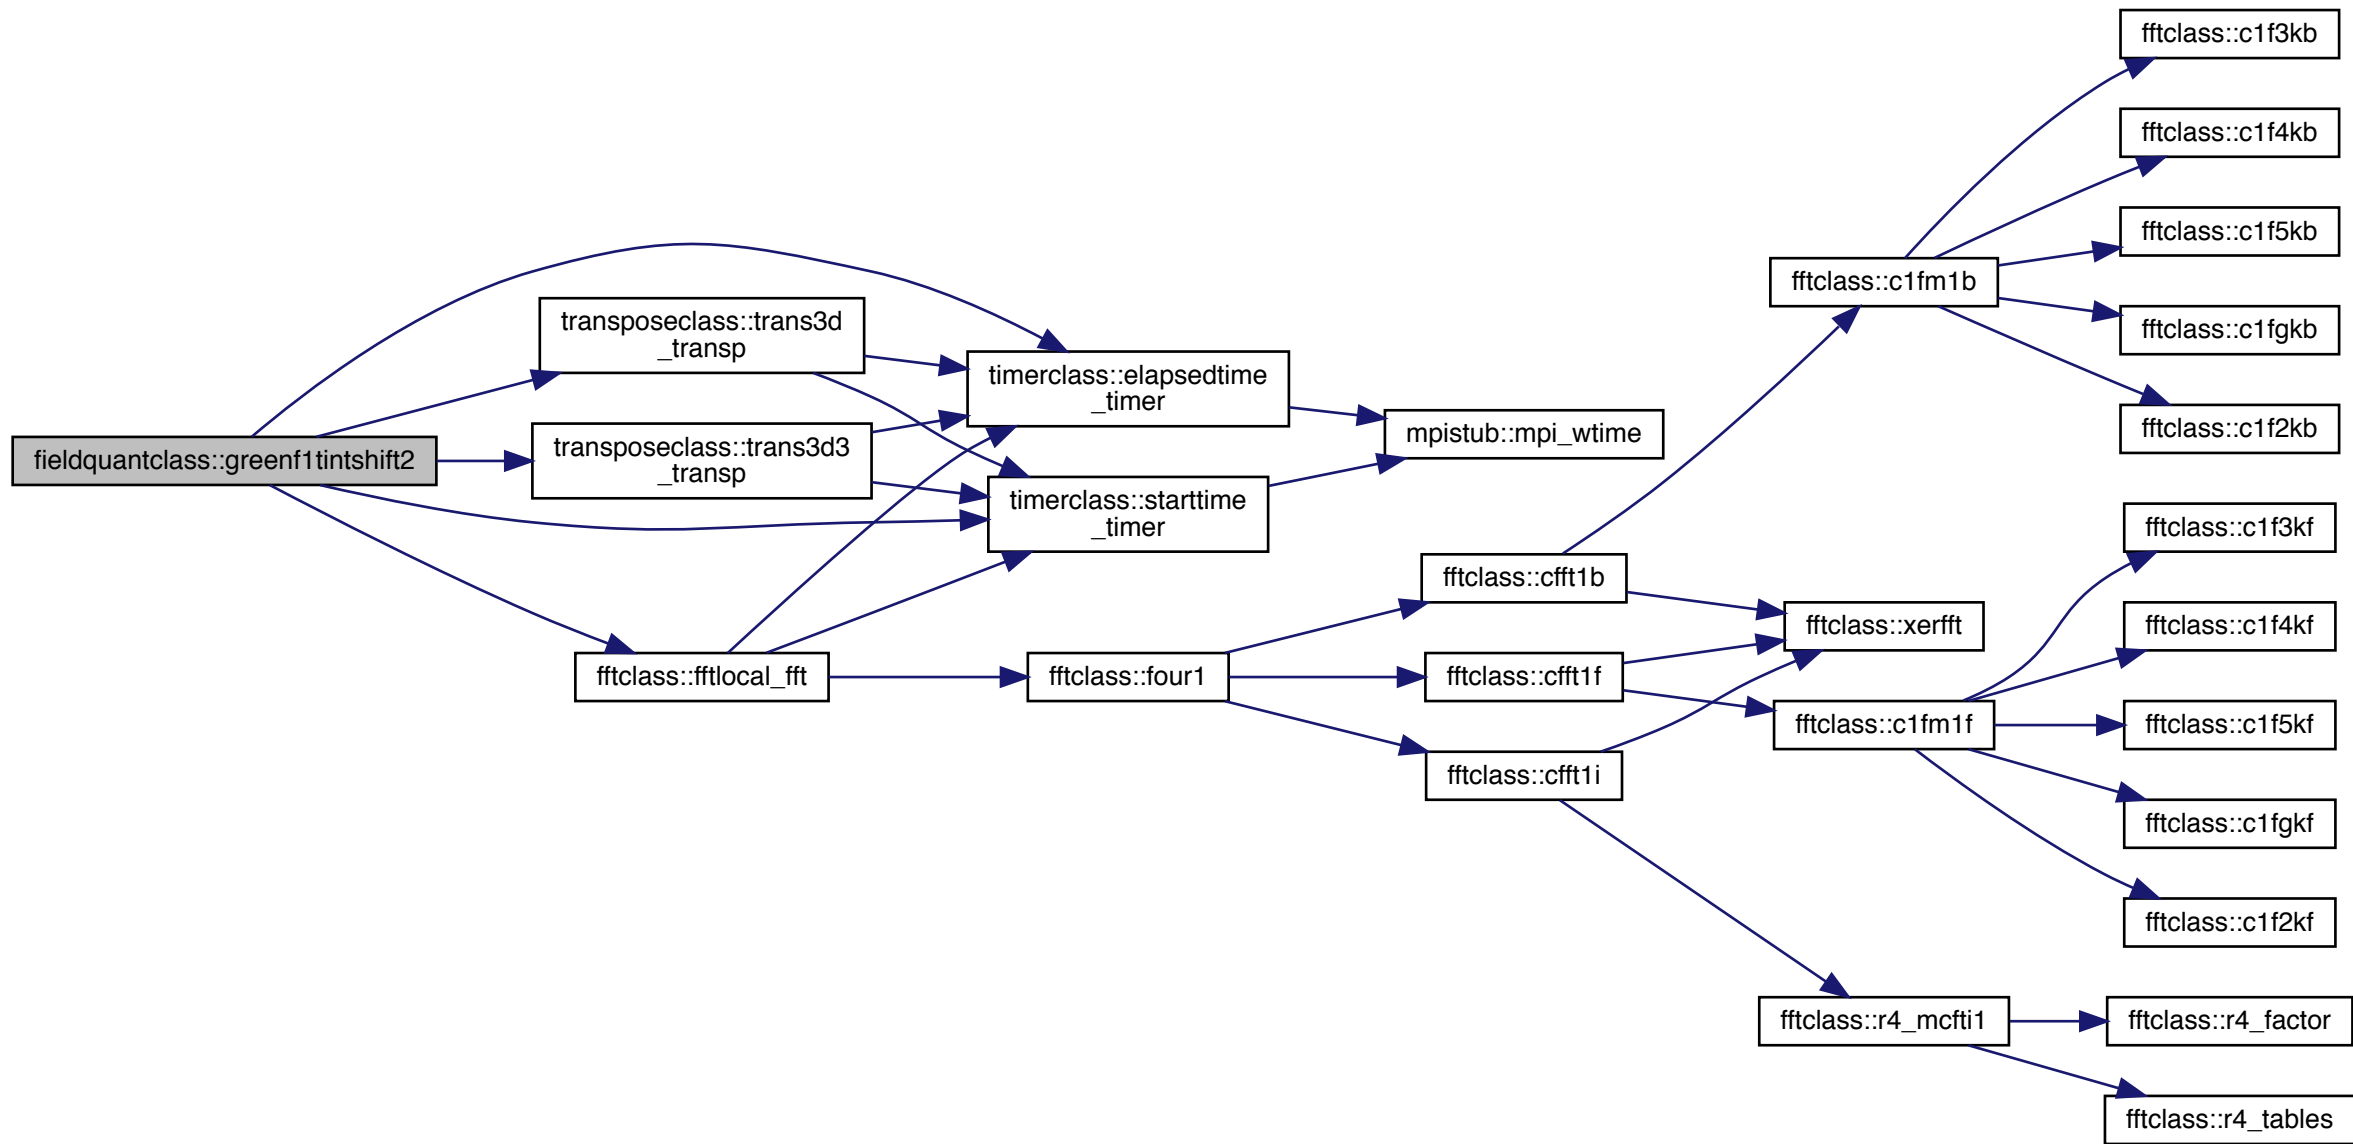 fieldquantclass::greenf1tintshift2
transposeclass::trans3d
_transp
transposeclass::trans3d3
_transp
fftclass::fftlocal_fft
timerclass::elapsedtime
_timer
timerclass::starttime
_timer
fftclass::four1
mpistub::mpi_wtime
fftclass::cfft1b
fftclass::cfft1f
fftclass::cfft1i
fftclass::c1fm1b
fftclass::xerfft
fftclass::c1fm1f
fftclass::r4_mcfti1
fftclass::c1f3kb
fftclass::c1f4kb
fftclass::c1f5kb
fftclass::c1fgkb
fftclass::c1f2kb
fftclass::c1f3kf
fftclass::c1f4kf
fftclass::c1f5kf
fftclass::c1fgkf
fftclass::c1f2kf
fftclass::r4_factor
fftclass::r4_tables